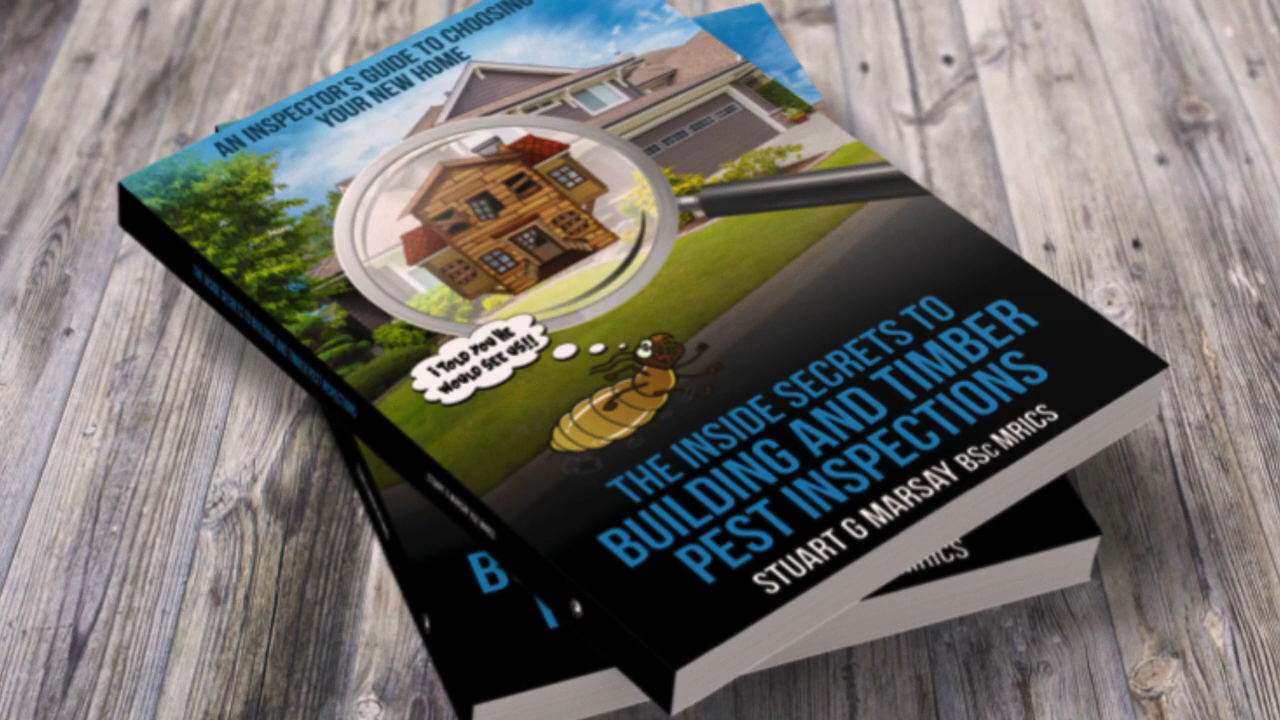 AN INSPECTOR'S GUIDE TO CHOOSING
YOUR NEW HOME
I TOLD YOU HE
WOULD SEE US!!
THE INSIDE SECRETS TO
BUILDING AND TIMBER
PEST INSPECTIONS
STUART G MARSAY BSc MRICS
MRICS